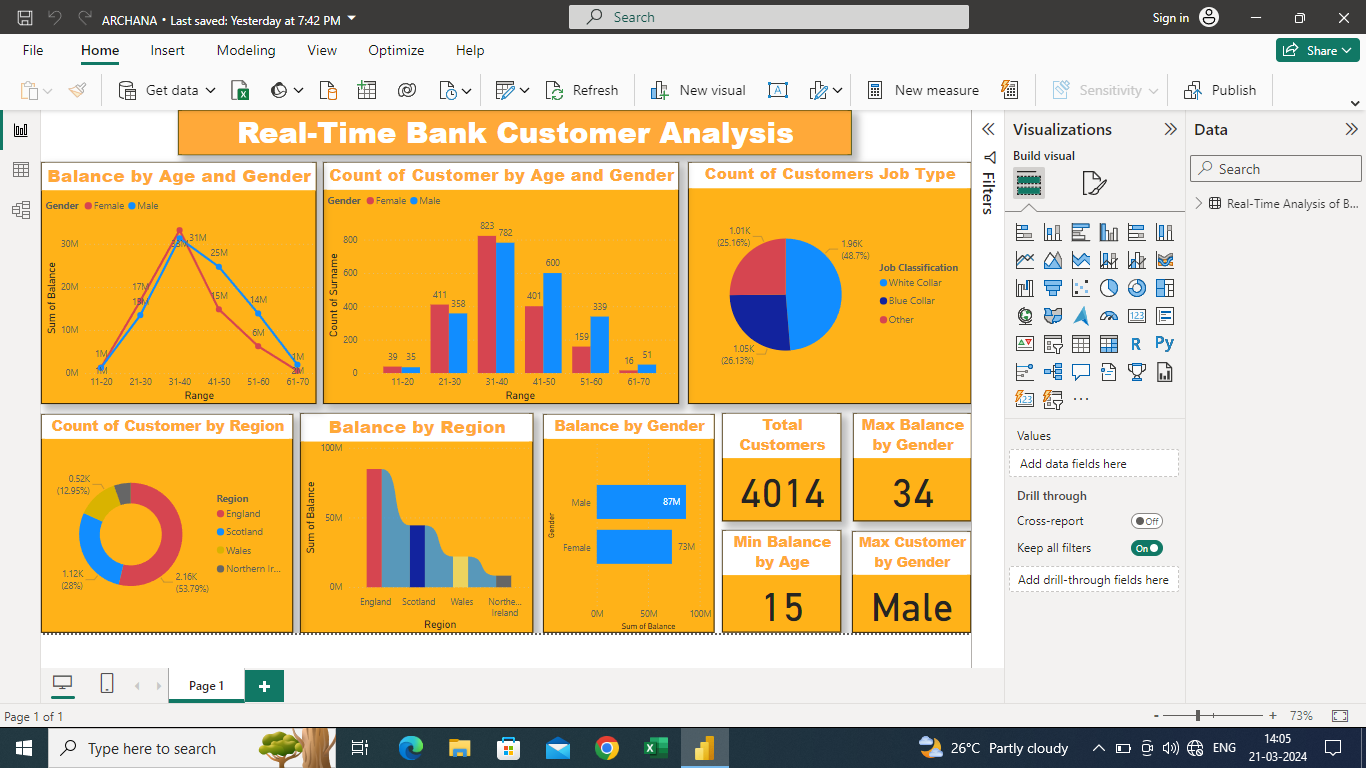 ARCHANA • Last saved: Yesterday at 7:42 PM
Search
Sign in
File Home Insert Modeling View Optimize Help
Share
Get data
Refresh
New visual
New measure
Sensitivity
Publish
Real-Time Bank Customer Analysis
Balance by Age and Gender
Gender Female Male
Sum of Balance
30M
20M
10M
0M
1M
1M
17M
33M
31M
25M
15M
14M
6M
1M
11-20 21-30 31-40 41-50 51-60 61-70
Range
Count of Customer by Age and Gender
Gender Female Male
Count of Surname
800
600
400
200
0
39 35 411 358 823 782 401 600 159 339 16 51
11-20 21-30 31-40 41-50 51-60 61-70
Range
Count of Customers Job Type
1.01K
(25.16%)
1.96K
(48.7%)
1.05K
(26.13%)
Job Classification
White Collar
Blue Collar
Other
Count of Customer by Region
0.52K
(12.95%)
1.12K
(28%)
2.16K
(53.79%)
Region
England
Scotland
Wales
Northern Ir...
Balance by Region
Sum of Balance
100M
50M
0M
England Scotland Wales Northe...
Ireland
Region
Balance by Gender
Gender
Male 87M
Female 73M
0M 50M 100M
Sum of Balance
Total
Customers
4014
Max Balance
by Gender
34
Min Balance
by Age
15
Max Customer
by Gender
Male
Filters
Visualizations
Build visual
123
R
Py
123
...
Values
Add data fields here
Drill through
Cross-report Off
Keep all filters On
Add drill-through fields here
Data
Search
Real-Time Analysis of B...
Page 1
+
Page 1 of 1
- + 73%
Type here to search
26°C Partly cloudy
ENG
14:05
21-03-2024